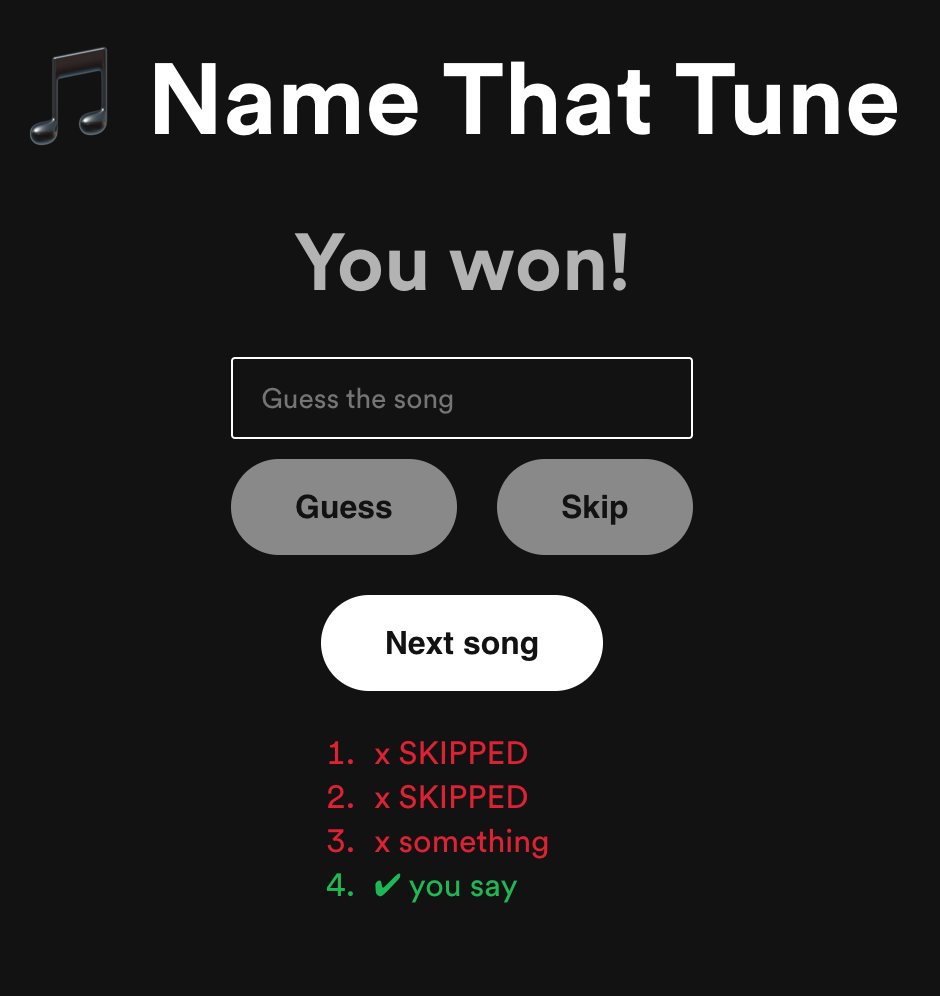 🎵 Name That Tune
You won!
Guess the song
Guess Skip
Next song
1. x SKIPPED
2. x SKIPPED
3. x something
4. ✔ you say